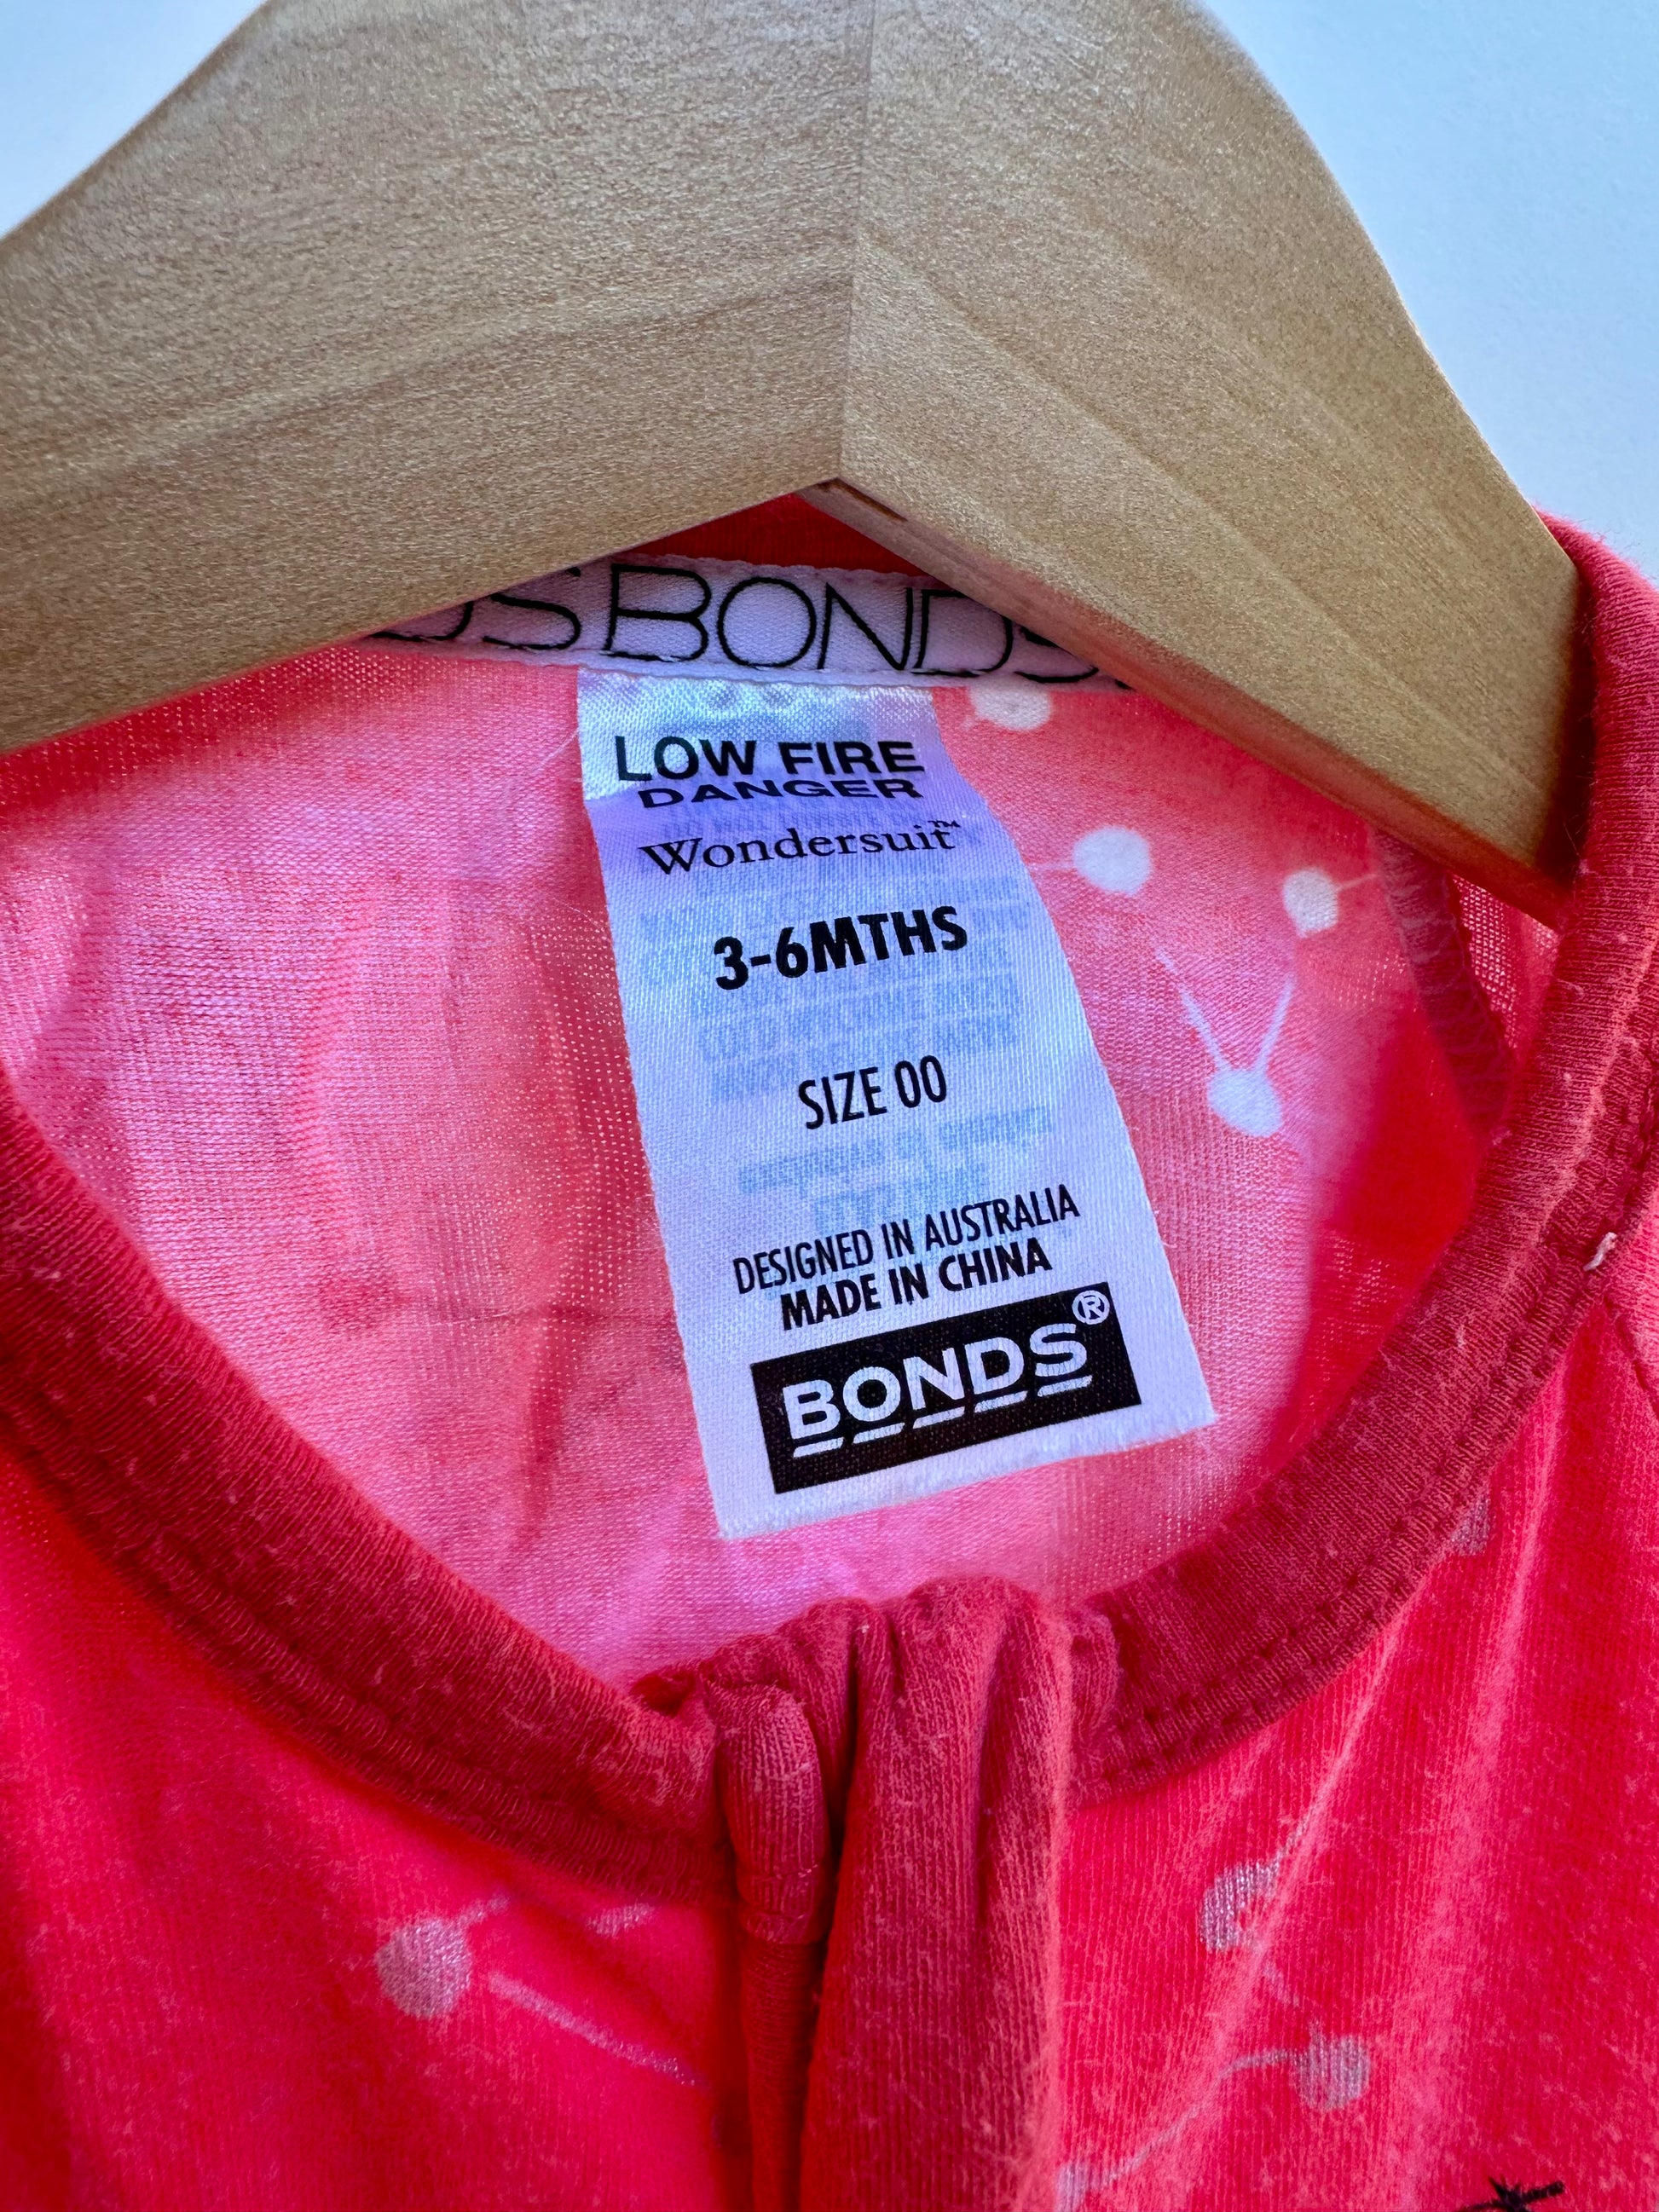 BONDS
LOW FIRE
DANGER
Wondersuit™
3-6MTHS
SIZE 00
DESIGNED IN AUSTRALIA
MADE IN CHINA
BONDS®